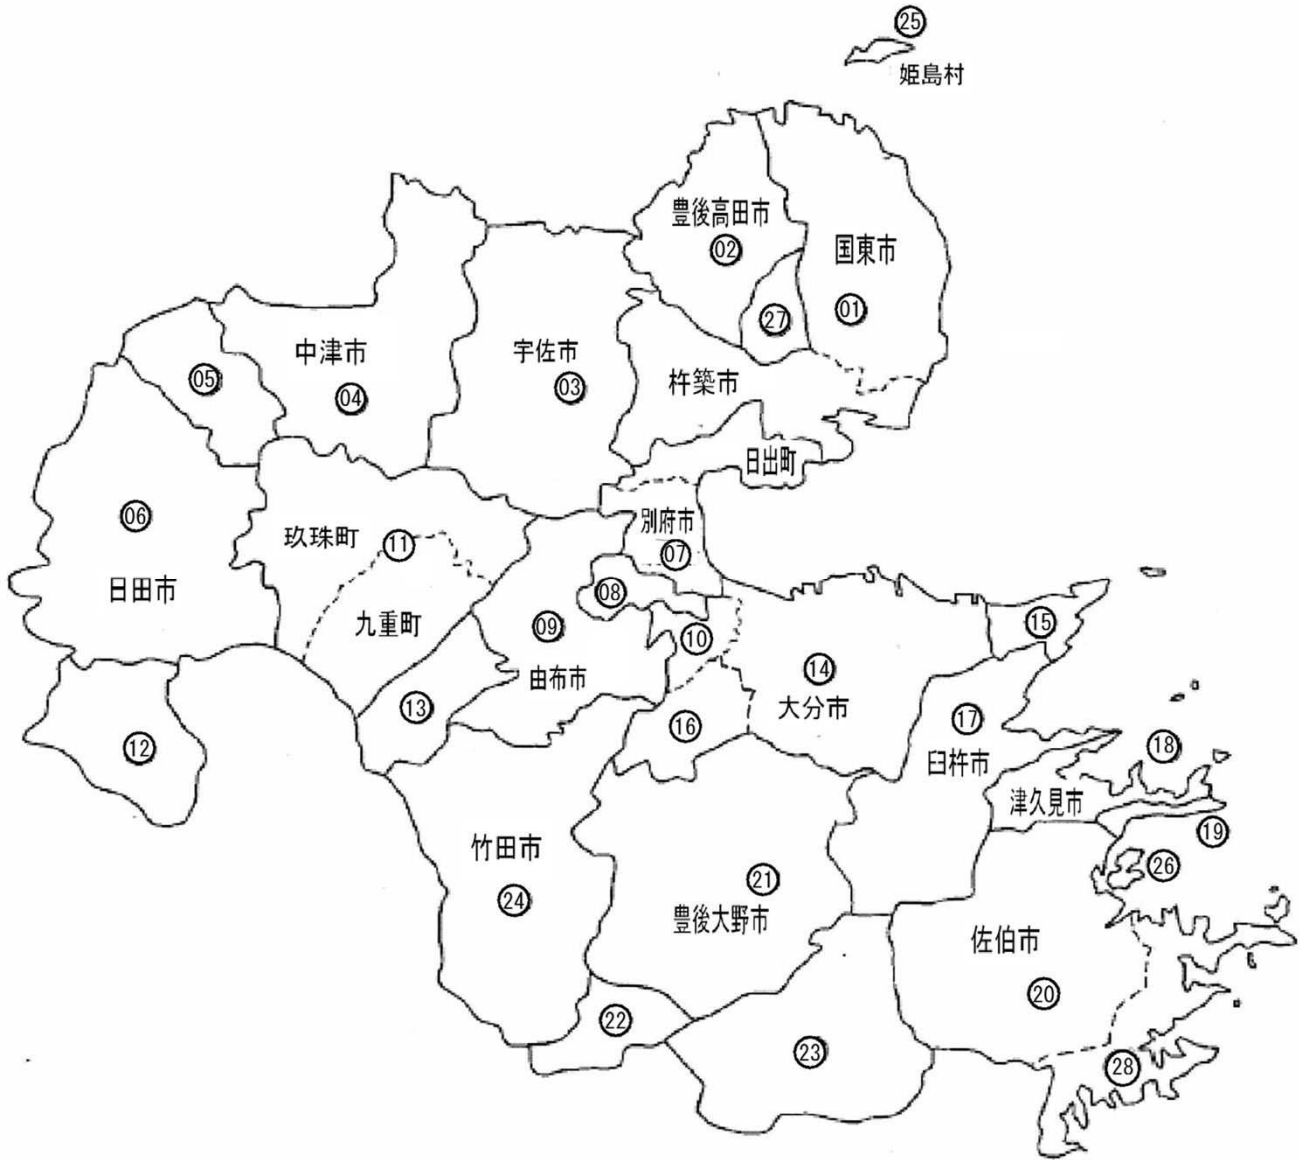 25
姫島村
豊後高田市
02
国東市
01
27
中津市
04
宇佐市
03
05
杵築市
日出町
06
日田市
玖珠町
11
九重町
別府市
07
08
09
由布市
10
15
14
大分市
13
16
12
17
臼杵市
18
津久見市
19
26
竹田市
24
21
豊後大野市
佐伯市
20
22
23
28